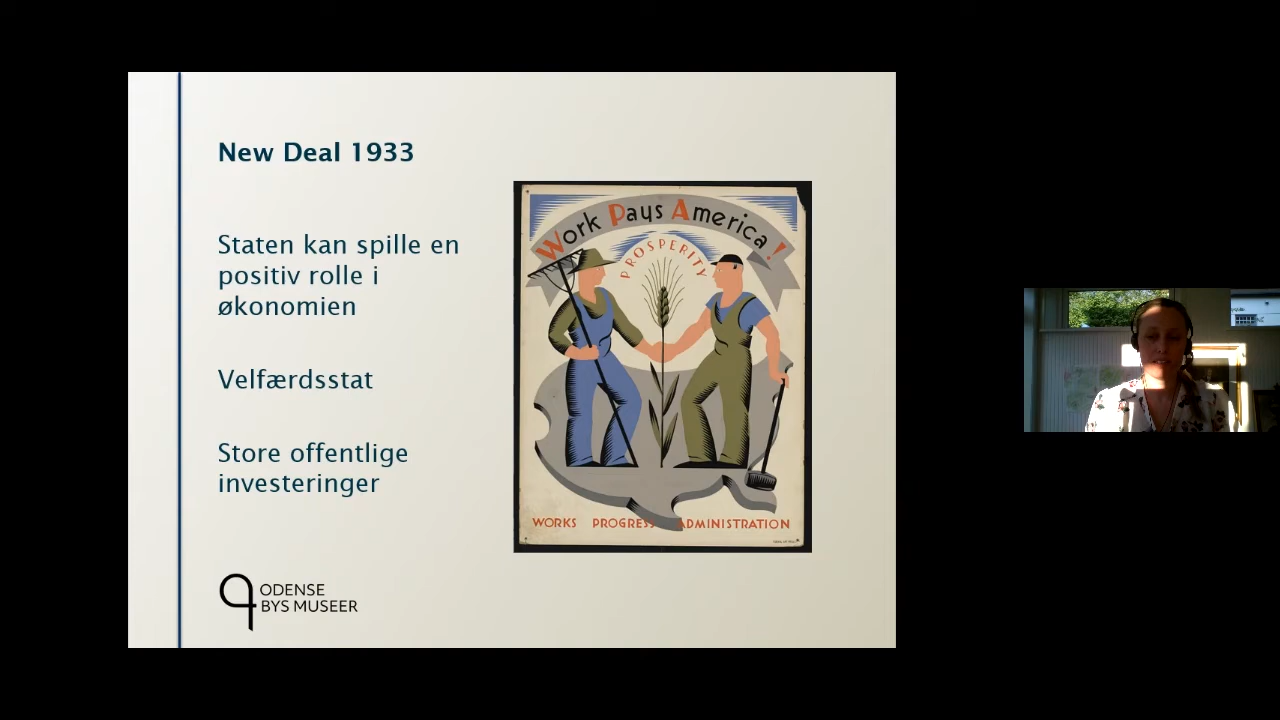 New Deal 1933
Staten kan spille en
positiv rolle i
økonomien
Velfærdsstat
Store offentlige
investeringer
ODENSE
BYS MUSEER
Work Pays America!
PROSPERITY
WORKS PROGRESS ADMINISTRATION